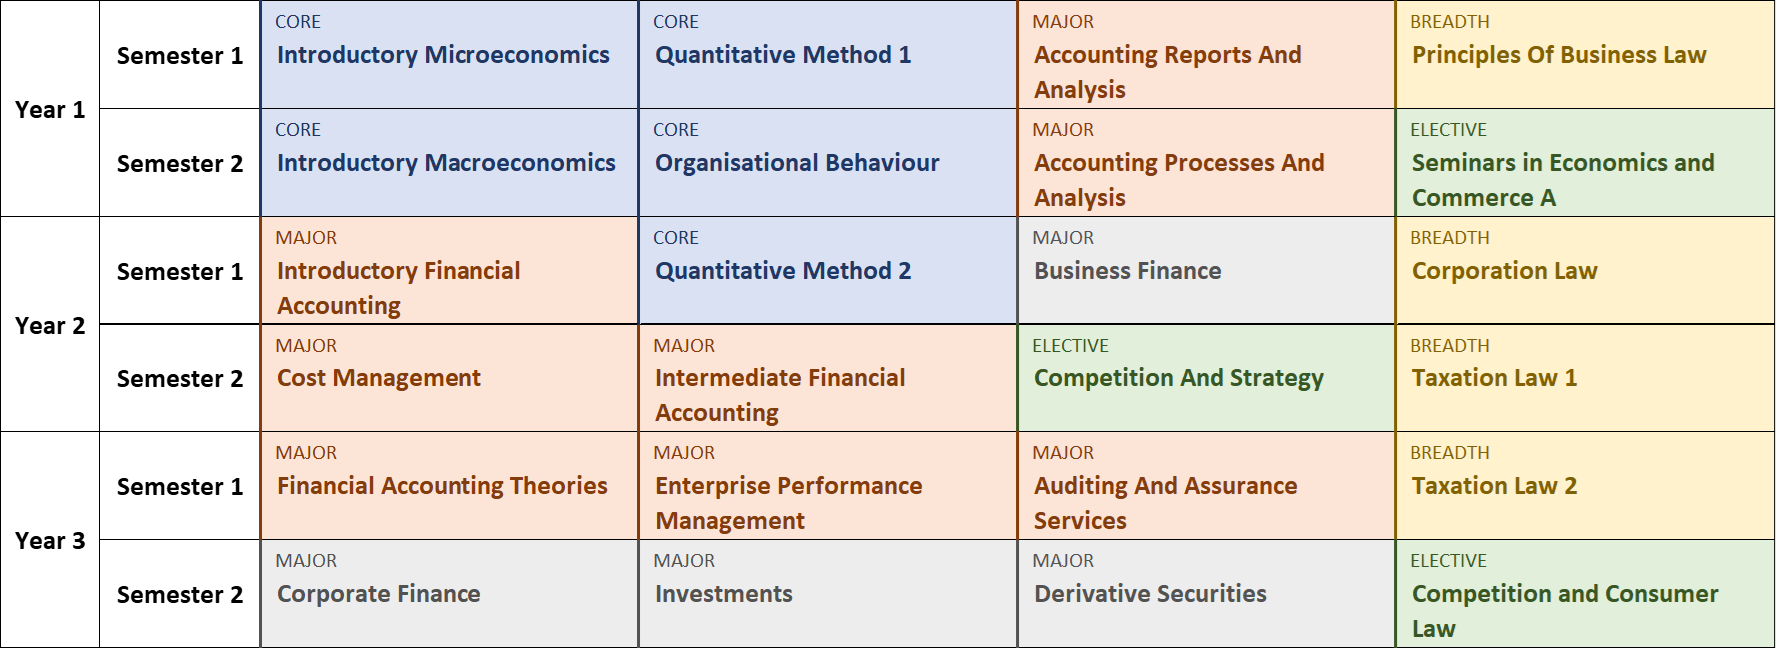 Year 1
Semester 1
CORE
Introductory Microeconomics
CORE
Quantitative Method 1
MAJOR
Accounting Reports And
Analysis
BREADTH
Principles Of Business Law
Semester 2
CORE
Introductory Macroeconomics
CORE
Organisational Behaviour
MAJOR
Accounting Processes And
Analysis
ELECTIVE
Seminars in Economics and
Commerce A
Year 2
Semester 1
MAJOR
Introductory Financial
Accounting
CORE
Quantitative Method 2
MAJOR
Business Finance
BREADTH
Corporation Law
Semester 2
MAJOR
Cost Management
MAJOR
Intermediate Financial
Accounting
ELECTIVE
Competition And Strategy
BREADTH
Taxation Law 1
Year 3
Semester 1
MAJOR
Financial Accounting Theories
MAJOR
Enterprise Performance
Management
MAJOR
Auditing And Assurance
Services
BREADTH
Taxation Law 2
Semester 2
MAJOR
Corporate Finance
MAJOR
Investments
MAJOR
Derivative Securities
ELECTIVE
Competition and Consumer
Law